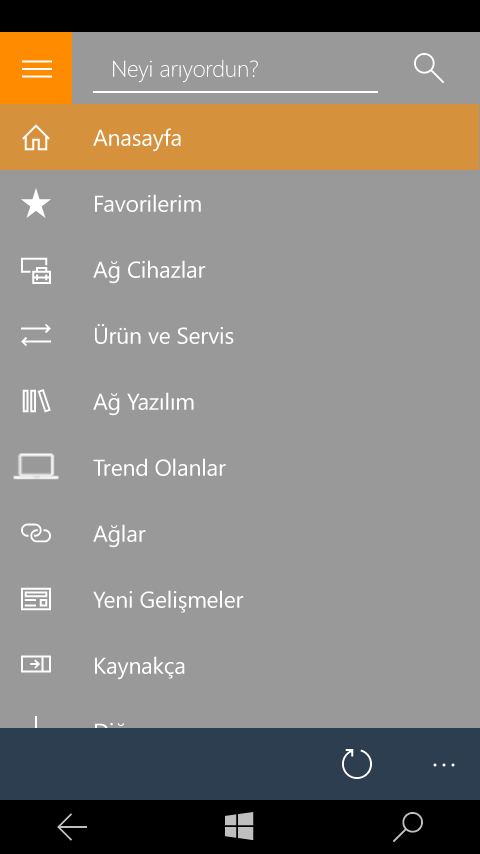 Neyi arıyordun?
Anasayfa
Favorilerim
Ağ Cihazlar
Ürün ve Servis
Ağ Yazılım
Trend Olanlar
Ağlar
Yeni Gelişmeler
Kaynakça